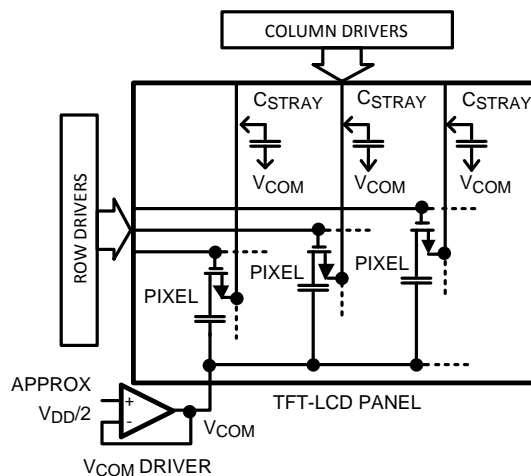 COLUMN DRIVERS
CSTRAY CSTRAY CSTRAY
VCOM VCOM VCOM
ROW DRIVERS
PIXEL PIXEL PIXEL
APPROX
VDD/2
+
-
VCOM
TFT-LCD PANEL
VCOM DRIVER